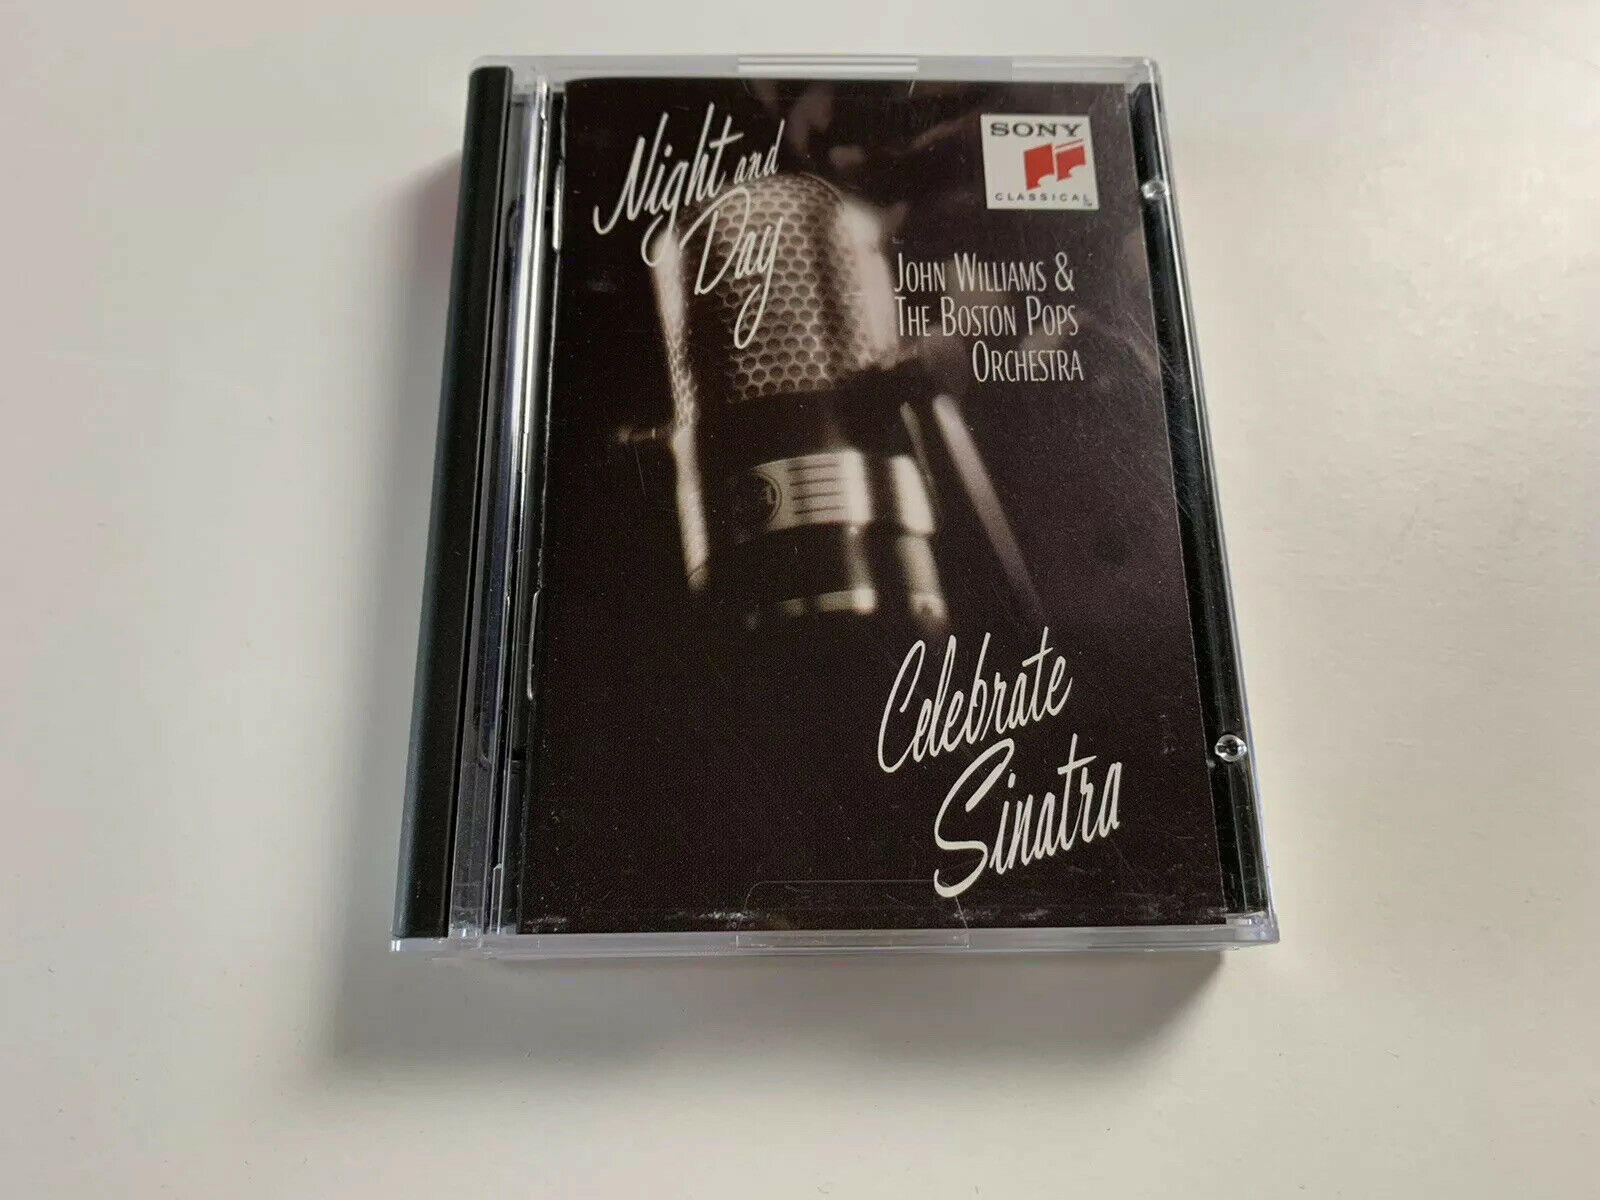 Night and
Day
SONY
CLASSICAL
JOHN WILLIAMS &
THE BOSTON POPS
ORCHESTRA
Celebrate
Sinatra